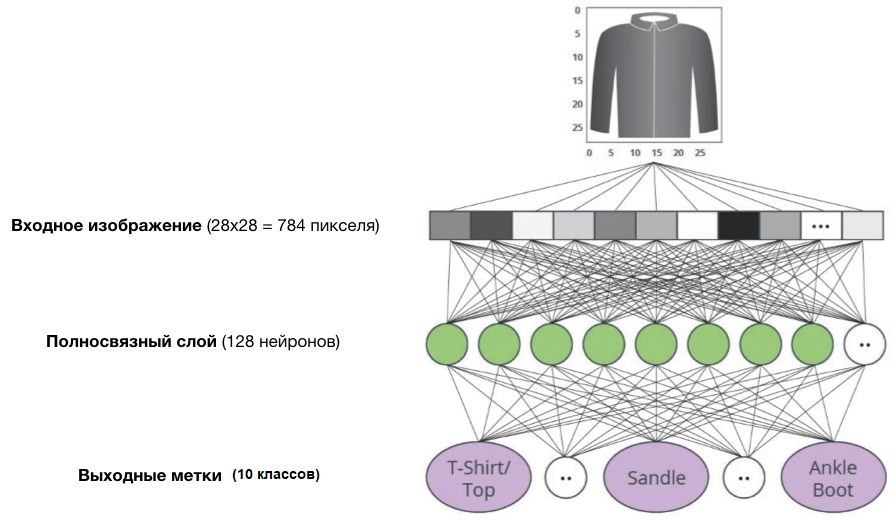 0
5
10
15
20
25
0 5 10 15 20 25
Входное изображение (28x28 = 784 пикселя)
...
Полносвязный слой (128 нейронов)
..
Выходные метки (10 классов)
T-Shirt/
Top
..
Sandle
..
Ankle
Boot